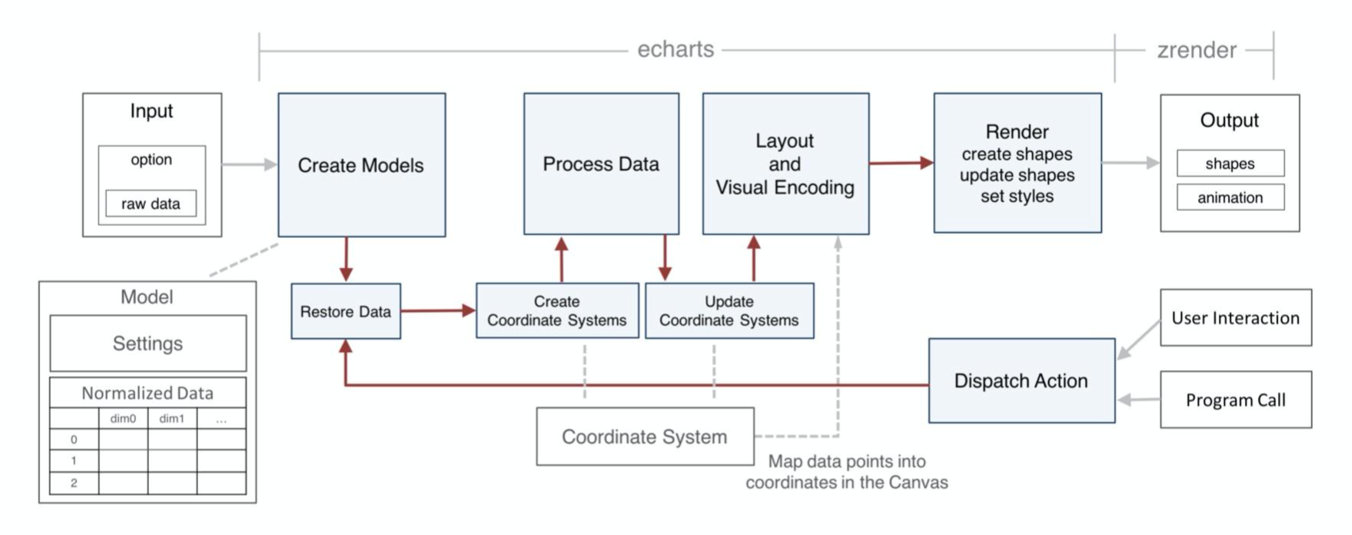 echarts
zrender
Input
option
raw data
Create Models
Process Data
Layout
and
Visual Encoding
Render
create shapes
update shapes
set styles
Output
shapes
animation
Model
Settings
Normalized Data
dim0 dim1 ...
0
1
2
Restore Data
Create
Coordinate Systems
Update
Coordinate Systems
Coordinate System
Map data points into
coordinates in the Canvas
Dispatch Action
User Interaction
Program Call